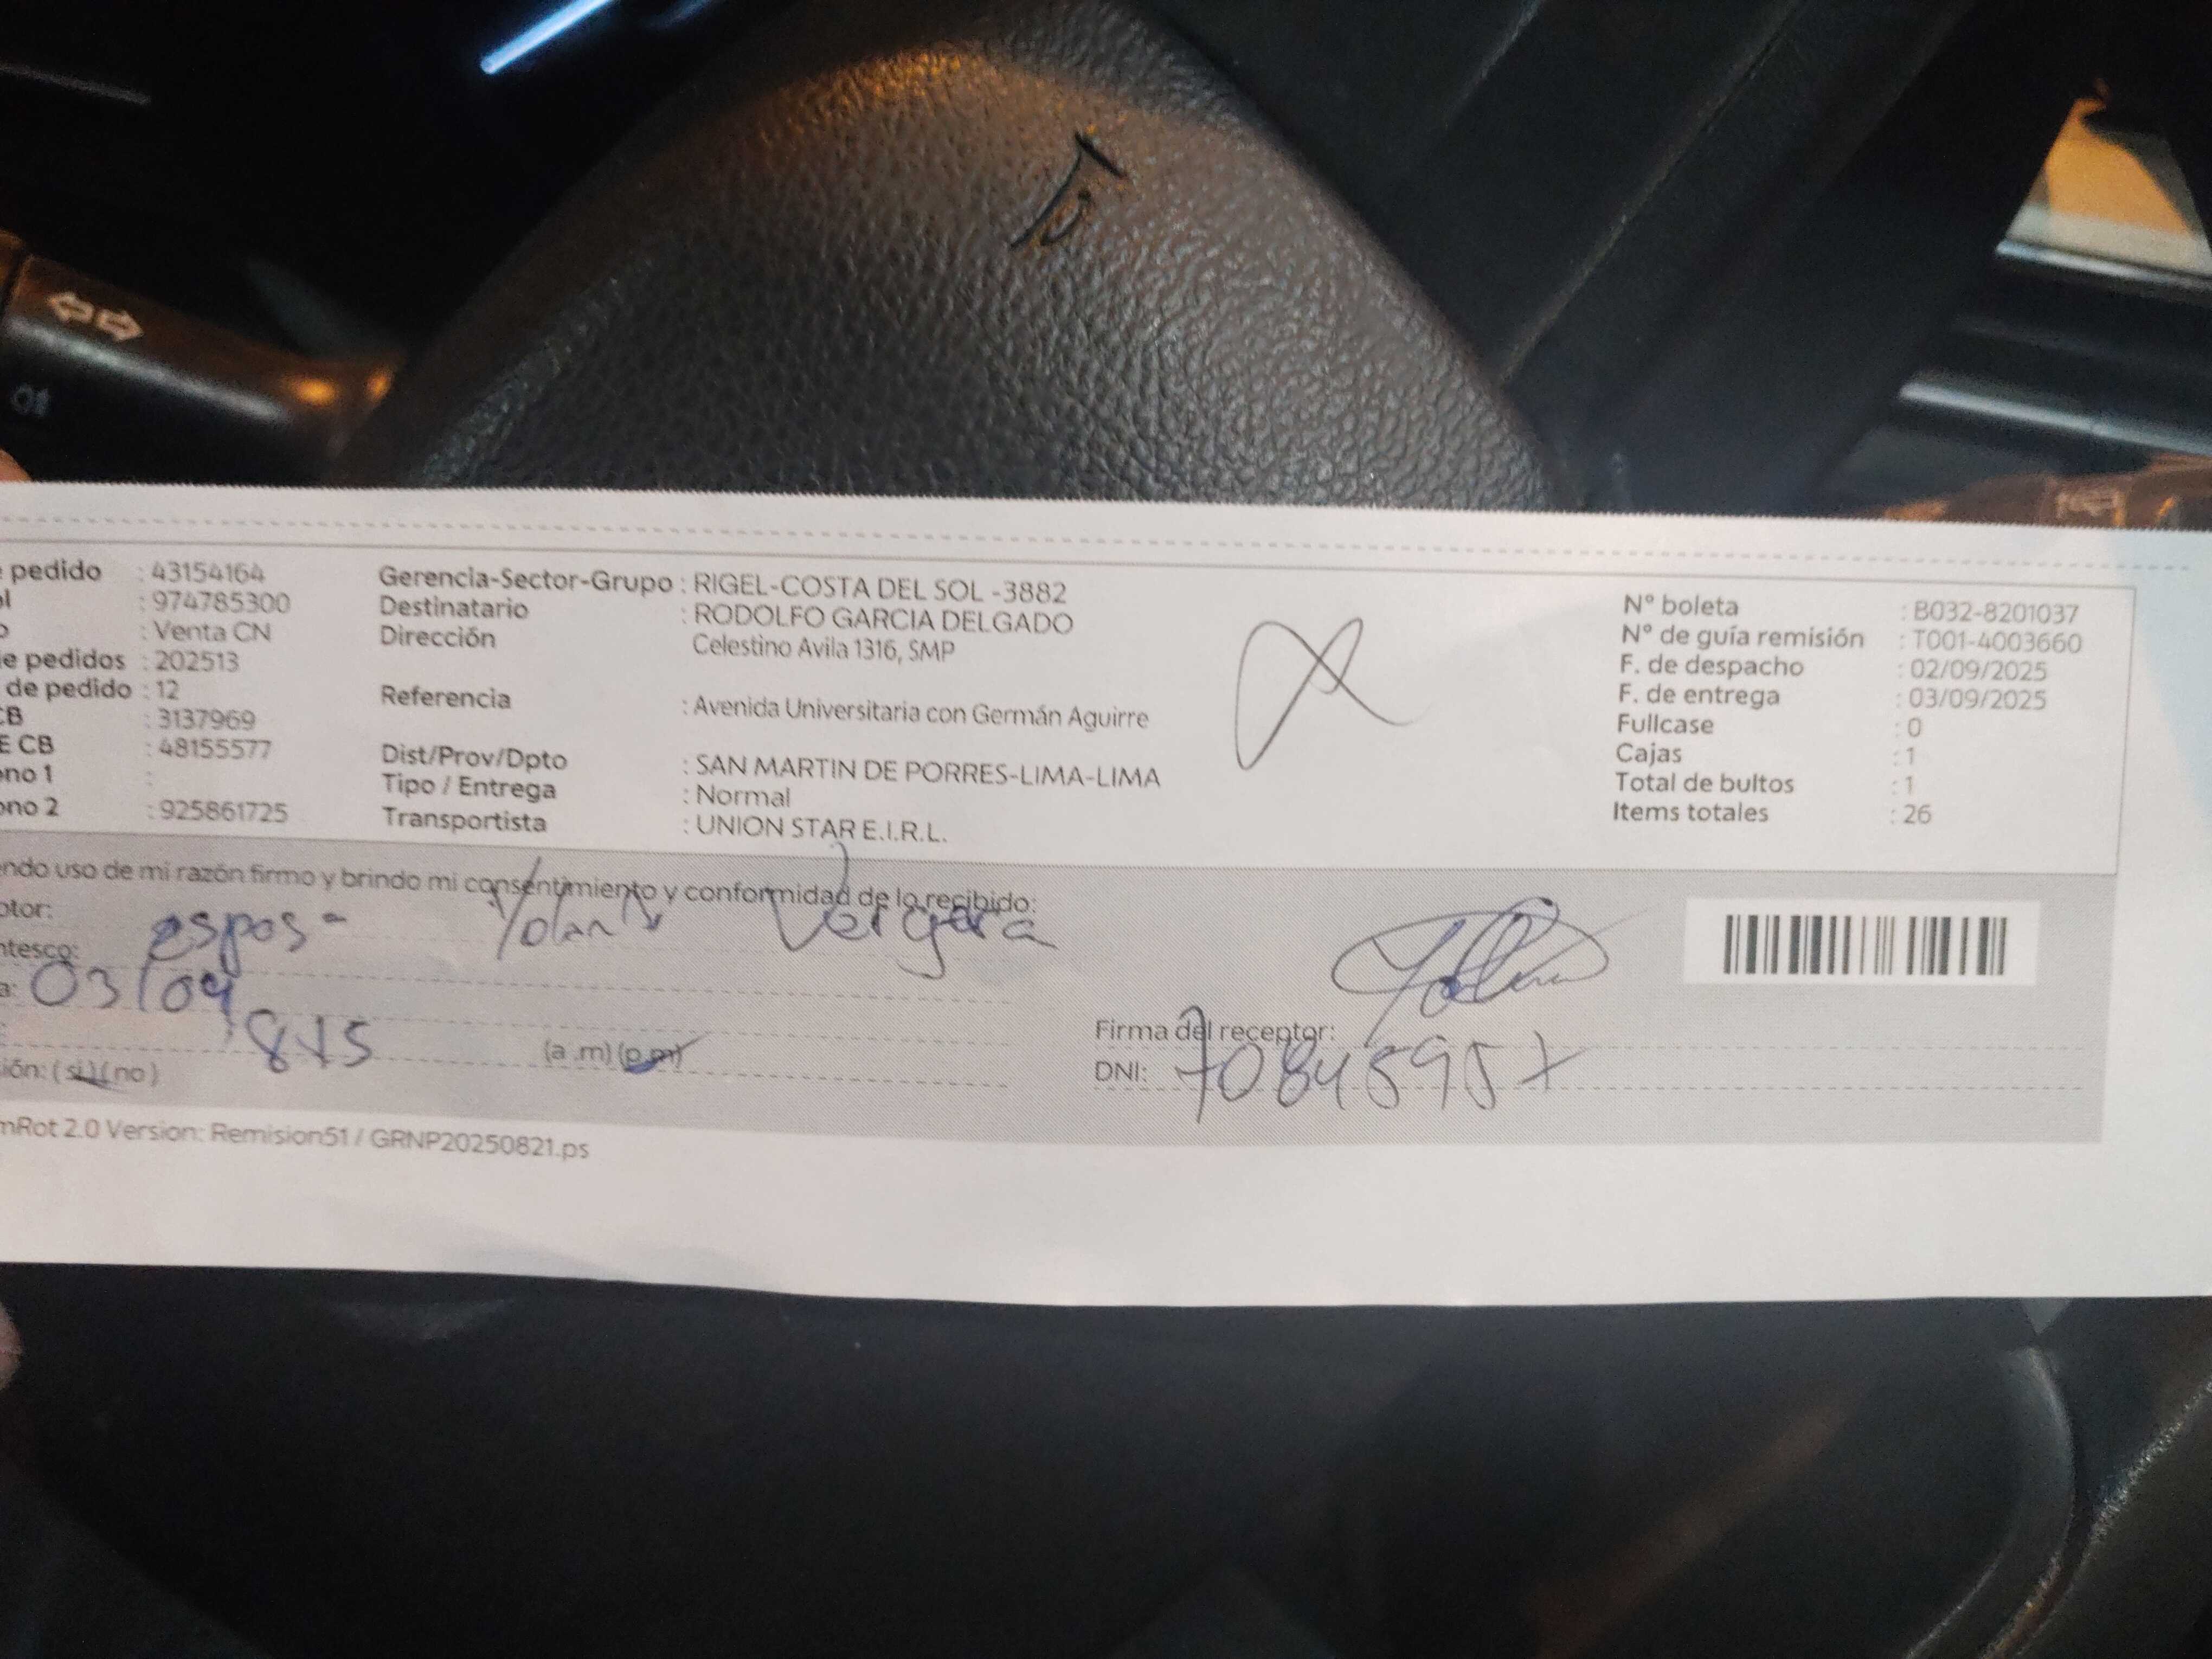 pedido : 43154164
: 974785300
: Venta CN
e pedidos : 202513
de pedido : 12
CB : 3137969
E CB : 48155577
ono 1 :
ono 2 : 925861725
Gerencia-Sector-Grupo : RIGEL-COSTA DEL SOL -3882
Destinatario : RODOLFO GARCIA DELGADO
Dirección Celestino Avila 1316, SMP
Referencia : Avenida Universitaria con Germán Aguirre
Dist/Prov/Dpto : SAN MARTIN DE PORRES-LIMA-LIMA
Tipo / Entrega : Normal
Transportista : UNION STAR E.I.R.L.
N° boleta : B032-8201037
N° de guía remisión : T001-4003660
F. de despacho : 02/09/2025
F. de entrega : 03/09/2025
Fullcase : 0
Cajas : 1
Total de bultos : 1
Items totales : 26
endo uso de mi razón firmo y brindo mi consentimiento y conformidad de lo recibido:
ptor: Vergara
ntesco:
a: 03/09
: 815 (a .m) (p.m)
ión: (si) (no)
Firma del receptor:
DNI: 70845957
mRot 2.0 Version: Remision51 / GRNP20250821.ps